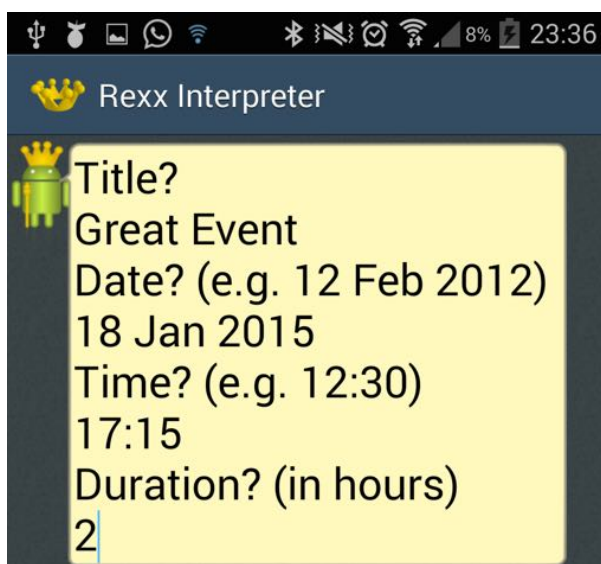 8% 23:36
Rexx Interpreter
Title?
Great Event
Date? (e.g. 12 Feb 2012)
18 Jan 2015
Time? (e.g. 12:30)
17:15
Duration? (in hours)
2